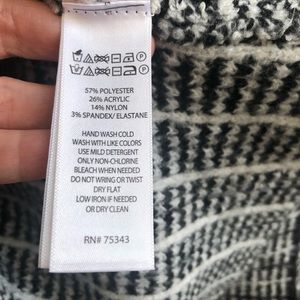 57% POLYESTER
26% ACRYLIC
14% NYLON
3% SPANDEX/ ELASTANE
HAND WASH COLD
WASH WITH LIKE COLORS
USE MILD DETERGENT
ONLY NON-CHLORINE
BLEACH WHEN NEEDED
DO NOT WRING OR TWIST
DRY FLAT
LOW IRON IF NEEDED
OR DRY CLEAN
RN# 75343